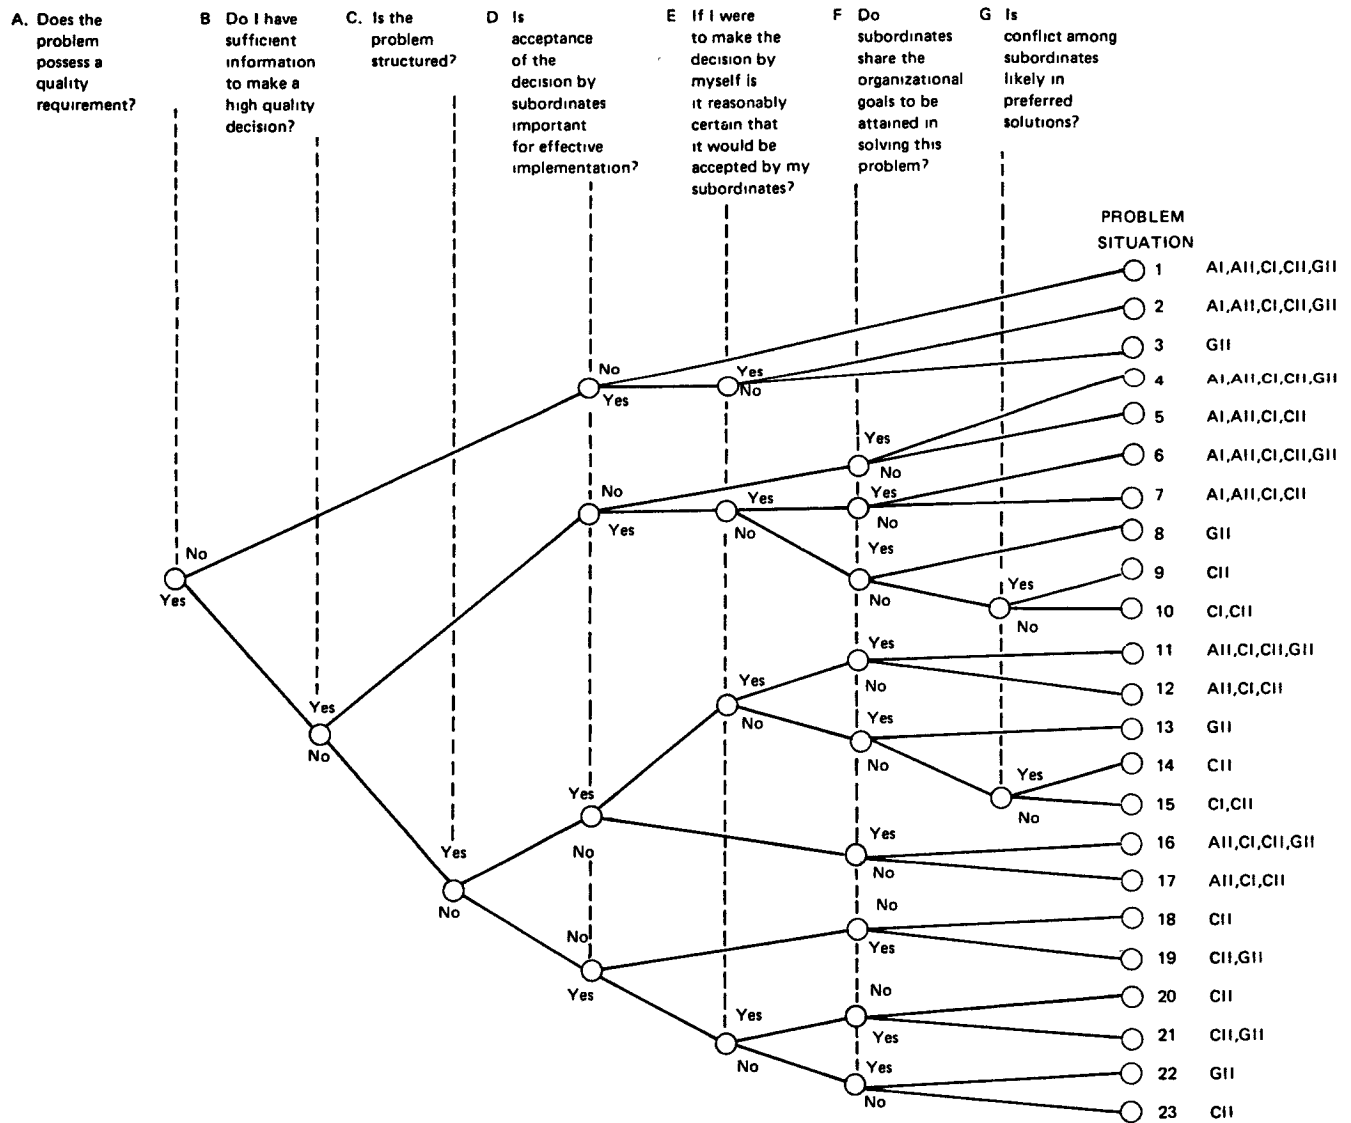 A. Does the
problem
possess a
quality
requirement?
B Do I have
sufficient
information
to make a
high quality
decision?
C. Is the
problem
structured?
D Is
acceptance
of the
decision by
subordinates
important
for effective
implementation?
E If I were
to make the
decision by
myself is
it reasonably
certain that
it would be
accepted by my
subordinates?
F Do
subordinates
share the
organizational
goals to be
attained in
solving this
problem?
G Is
conflict among
subordinates
likely in
preferred
solutions?
PROBLEM
SITUATION
1 AI,AII,CI,CII,GII
2 AI,AII,CI,CII,GII
3 GII
No
Yes
Yes
No
4 AI,AII,CI,CII,GII
5 AI,AII,CI,CII
Yes
No
6 AI,AII,CI,CII,GII
No
Yes
Yes
No
Yes
No
7 AI,AII,CI,CII
8 GII
Yes
No
9 CII
Yes
No
10 CI,CII
No
Yes
11 AII,CI,CII,GII
Yes
No
12 AII,CI,CII
Yes
No
Yes
No
13 GII
Yes
No
14 CII
Yes
No
15 CI,CII
Yes
No
16 AII,CI,CII,GII
Yes
No
17 AII,CI,CII
Yes
No
18 CII
No
Yes
19 CII,GII
No
Yes
20 CII
No
Yes
21 CII,GII
Yes
No
22 GII
Yes
No
23 CII